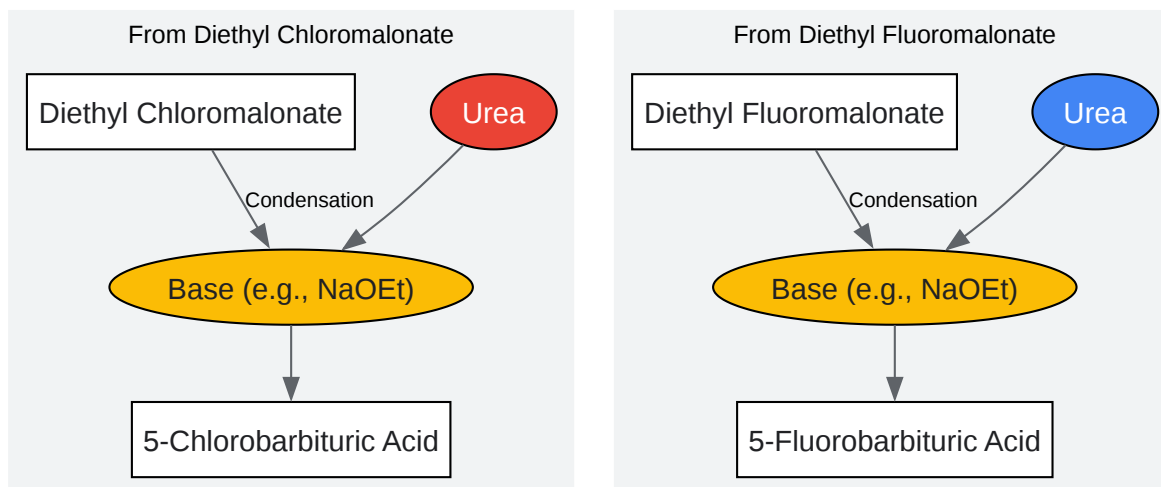 From Diethyl Chloromalonate
Diethyl Chloromalonate
Urea
Condensation
Base (e.g., NaOEt)
5-Chlorobarbituric Acid
From Diethyl Fluoromalonate
Diethyl Fluoromalonate
Urea
Condensation
Base (e.g., NaOEt)
5-Fluorobarbituric Acid